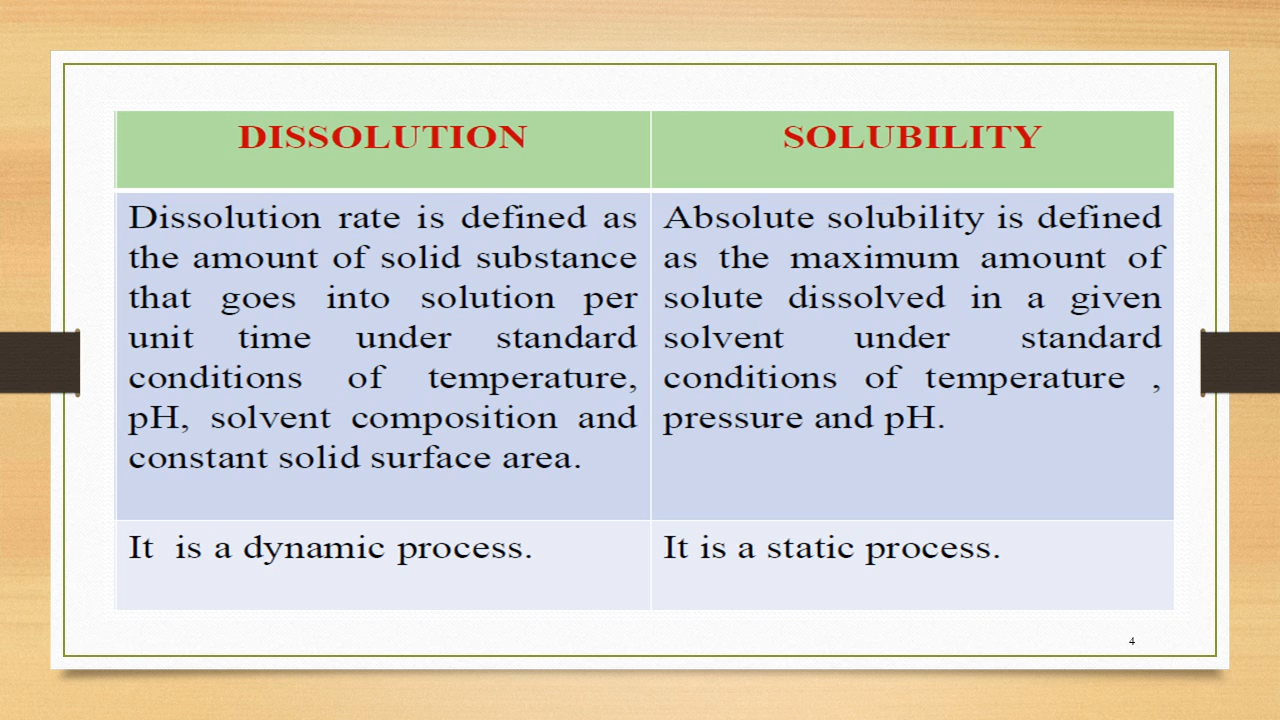 DISSOLUTION
SOLUBILITY
Dissolution rate is defined as
the amount of solid substance
that goes into solution per
unit time under standard
conditions of temperature,
pH, solvent composition and
constant solid surface area.
Absolute solubility is defined
as the maximum amount of
solute dissolved in a given
solvent under standard
conditions of temperature ,
pressure and pH.
It is a dynamic process.
It is a static process.
4